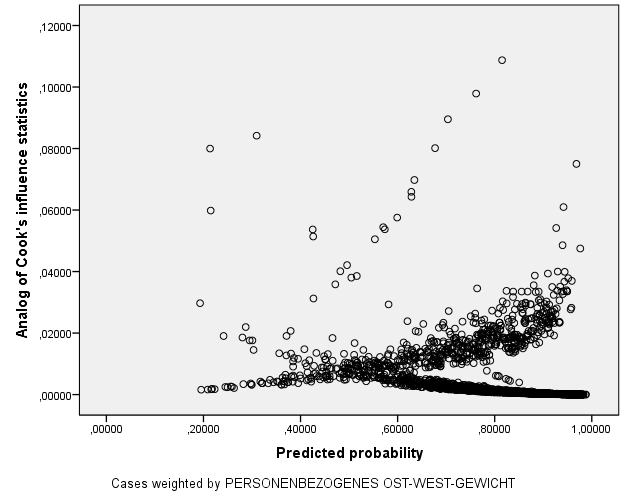 Analog of Cook's influence statistics
,12000
,10000
,08000
,06000
,04000
,02000
,00000
,00000 ,20000 ,40000 ,60000 ,80000 1,00000
Predicted probability
Cases weighted by PERSONENBEZOGENES OST-WEST-GEWICHT